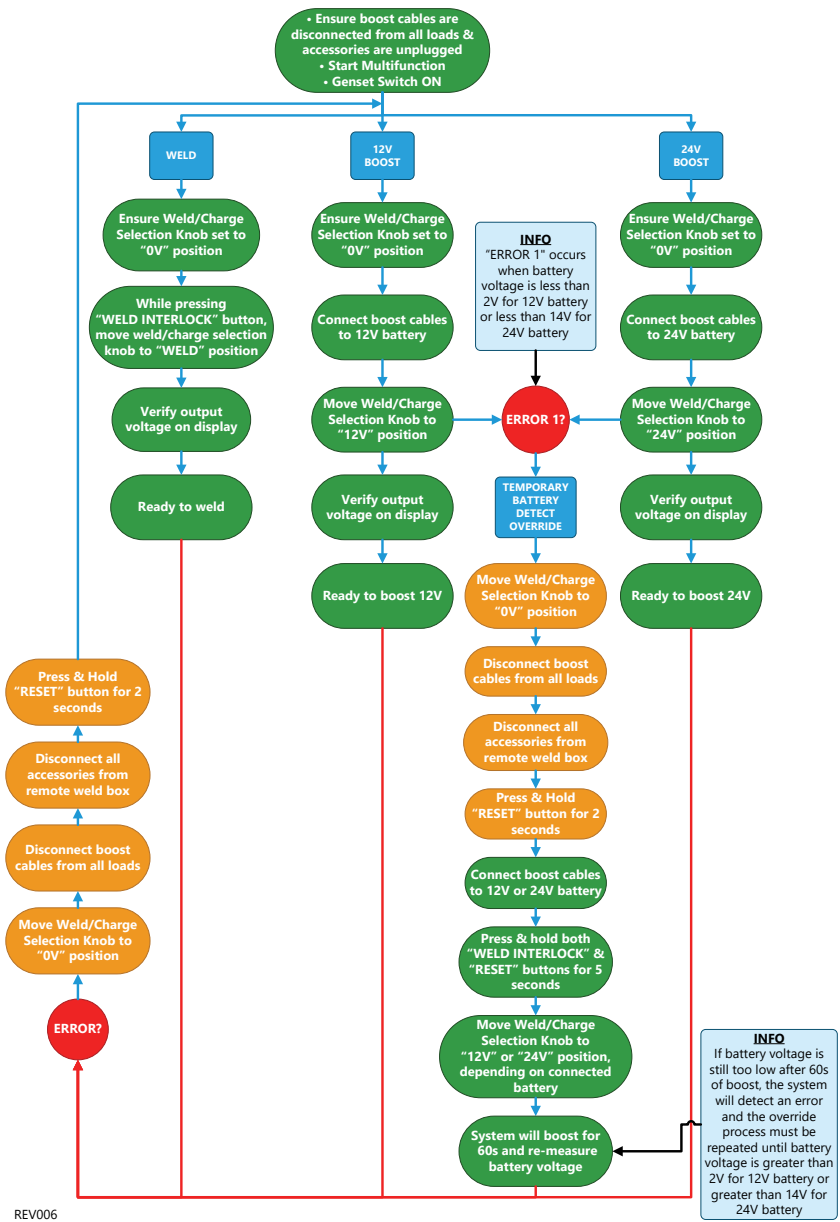 • Ensure boost cables are
disconnected from all loads &
accessories are unplugged
• Start Multifunction
• Genset Switch ON
WELD
Ensure Weld/Charge
Selection Knob set to
“0V” position
While pressing
“WELD INTERLOCK” button,
move weld/charge selection
knob to “WELD” position
Verify output
voltage on display
Ready to weld
12V
BOOST
Ensure Weld/Charge
Selection Knob set to
“0V” position
Connect boost cables
to 12V battery
Move Weld/Charge
Selection Knob to
“12V” position
Verify output
voltage on display
Ready to boost 12V
INFO
“ERROR 1" occurs
when battery
voltage is less than
2V for 12V battery
or less than 14V for
24V battery
ERROR 1?
TEMPORARY
BATTERY
DETECT
OVERRIDE
Move Weld/Charge
Selection Knob to
“0V” position
Disconnect boost
cables from all loads
Disconnect all
accessories from
remote weld box
Press & Hold
“RESET” button for 2
seconds
Connect boost cables
to 12V or 24V battery
Press & hold both
“WELD INTERLOCK” &
“RESET” buttons for 5
seconds
Move Weld/Charge
Selection Knob to
“12V” or “24V” position,
depending on connected
battery
System will boost for
60s and re-measure
battery voltage
24V
BOOST
Ensure Weld/Charge
Selection Knob set to
“0V” position
Connect boost cables
to 24V battery
Move Weld/Charge
Selection Knob to
“24V” position
Verify output
voltage on display
Ready to boost 24V
INFO
If battery voltage is
still too low after 60s
of boost, the system
will detect an error
and the override
process must be
repeated until battery
voltage is greater than
2V for 12V battery or
greater than 14V for
24V battery
Press & Hold
“RESET” button for 2
seconds
Disconnect all
accessories from
remote weld box
Disconnect boost
cables from all loads
Move Weld/Charge
Selection Knob to
“0V” position
ERROR?
REV006